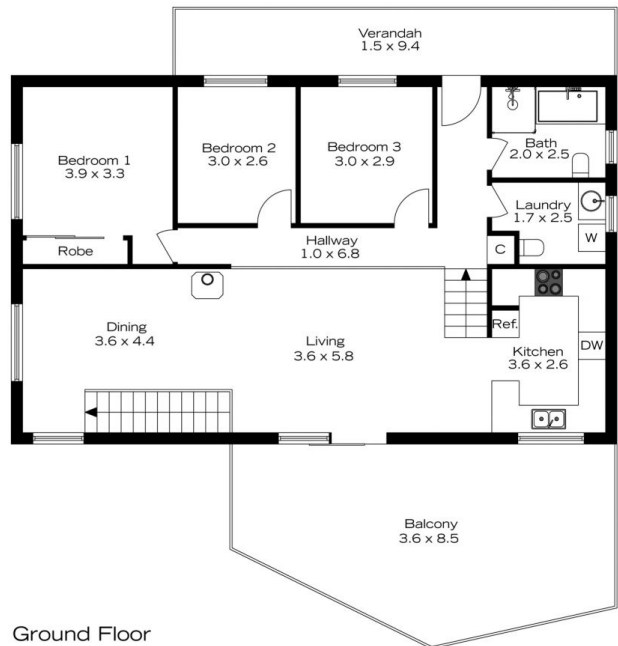 Verandah
1.5 x 9.4
Bedroom 1
3.9 x 3.3
Bedroom 2
3.0 x 2.6
Bedroom 3
3.0 x 2.9
Bath
2.0 x 2.5
Laundry
1.7 x 2.5
W
Robe
Hallway
1.0 x 6.8
C
Dining
3.6 x 4.4
Living
3.6 x 5.8
Ref.
Kitchen
3.6 x 2.6
DW
Balcony
3.6 x 8.5
Ground Floor